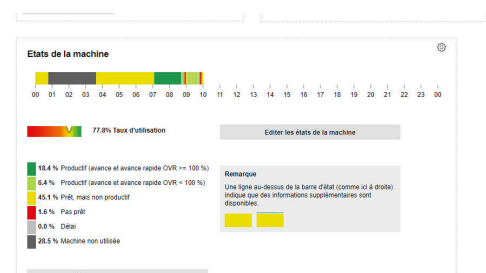 Etats de la machine
00 01 02 03 04 05 06 07 08 09 10 11 12 13 14 15 16 17 18 19 20 21 22 23 00
77.8% Taux d'utilisation
Editer les états de la machine
18.4 % Productif (avance et avance rapide OVR >= 100 %)
6.4 % Productif (avance et avance rapide OVR < 100 %)
45.1 % Prêt, mais non productif
1.6 % Pas prêt
0.0 % Délai
28.5 % Machine non utilisée
Remarque
Une ligne au-dessus de la barre d'état (comme ici à droite)
indique que des informations supplémentaires sont
disponibles.